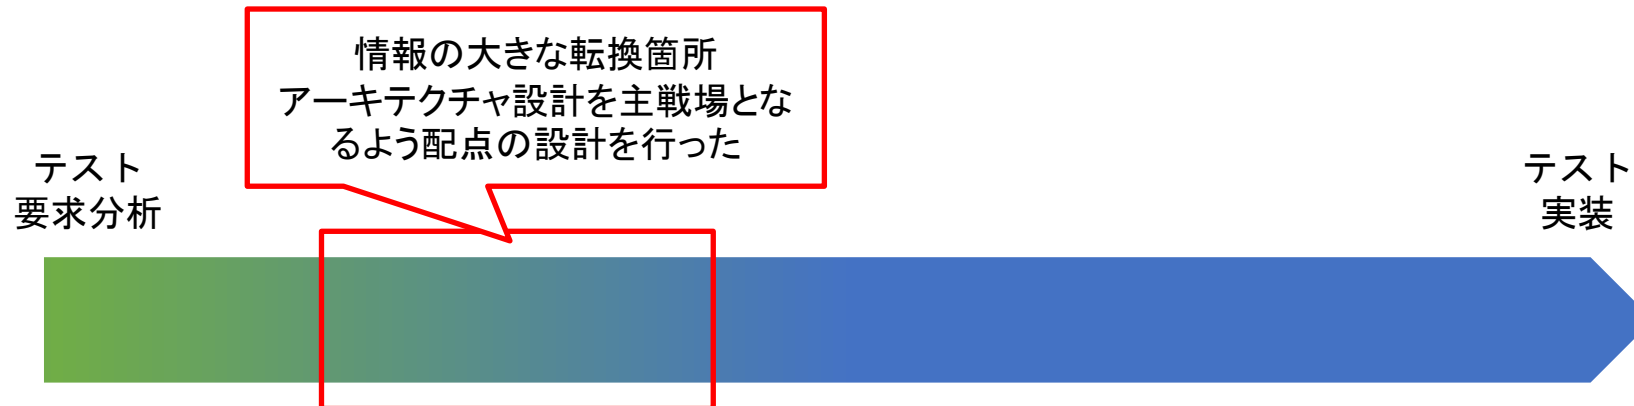 情報の大きな転換箇所
アーキテクチャ設計を主戦場とな
るよう配点の設計を行った
テスト
要求分析
テスト
実装